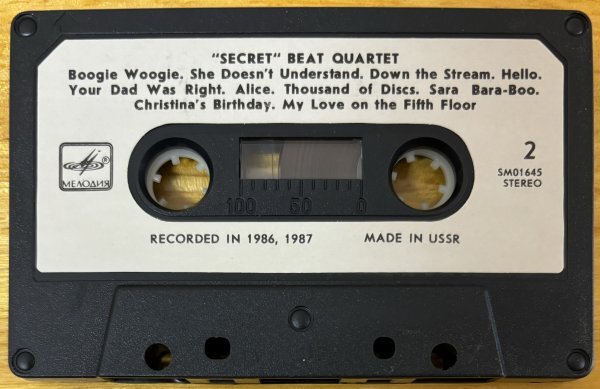 "SECRET" BEAT QUARTET
Boogie Woogie. She Doesn't Understand. Down the Stream. Hello.
Your Dad Was Right. Alice. Thousand of Discs. Sara Bara-Boo.
Christina's Birthday. My Love on the Fifth Floor
®
МЕЛОДИЯ
2
SM01645
STEREO
100 50 0
RECORDED IN 1986, 1987 MADE IN USSR